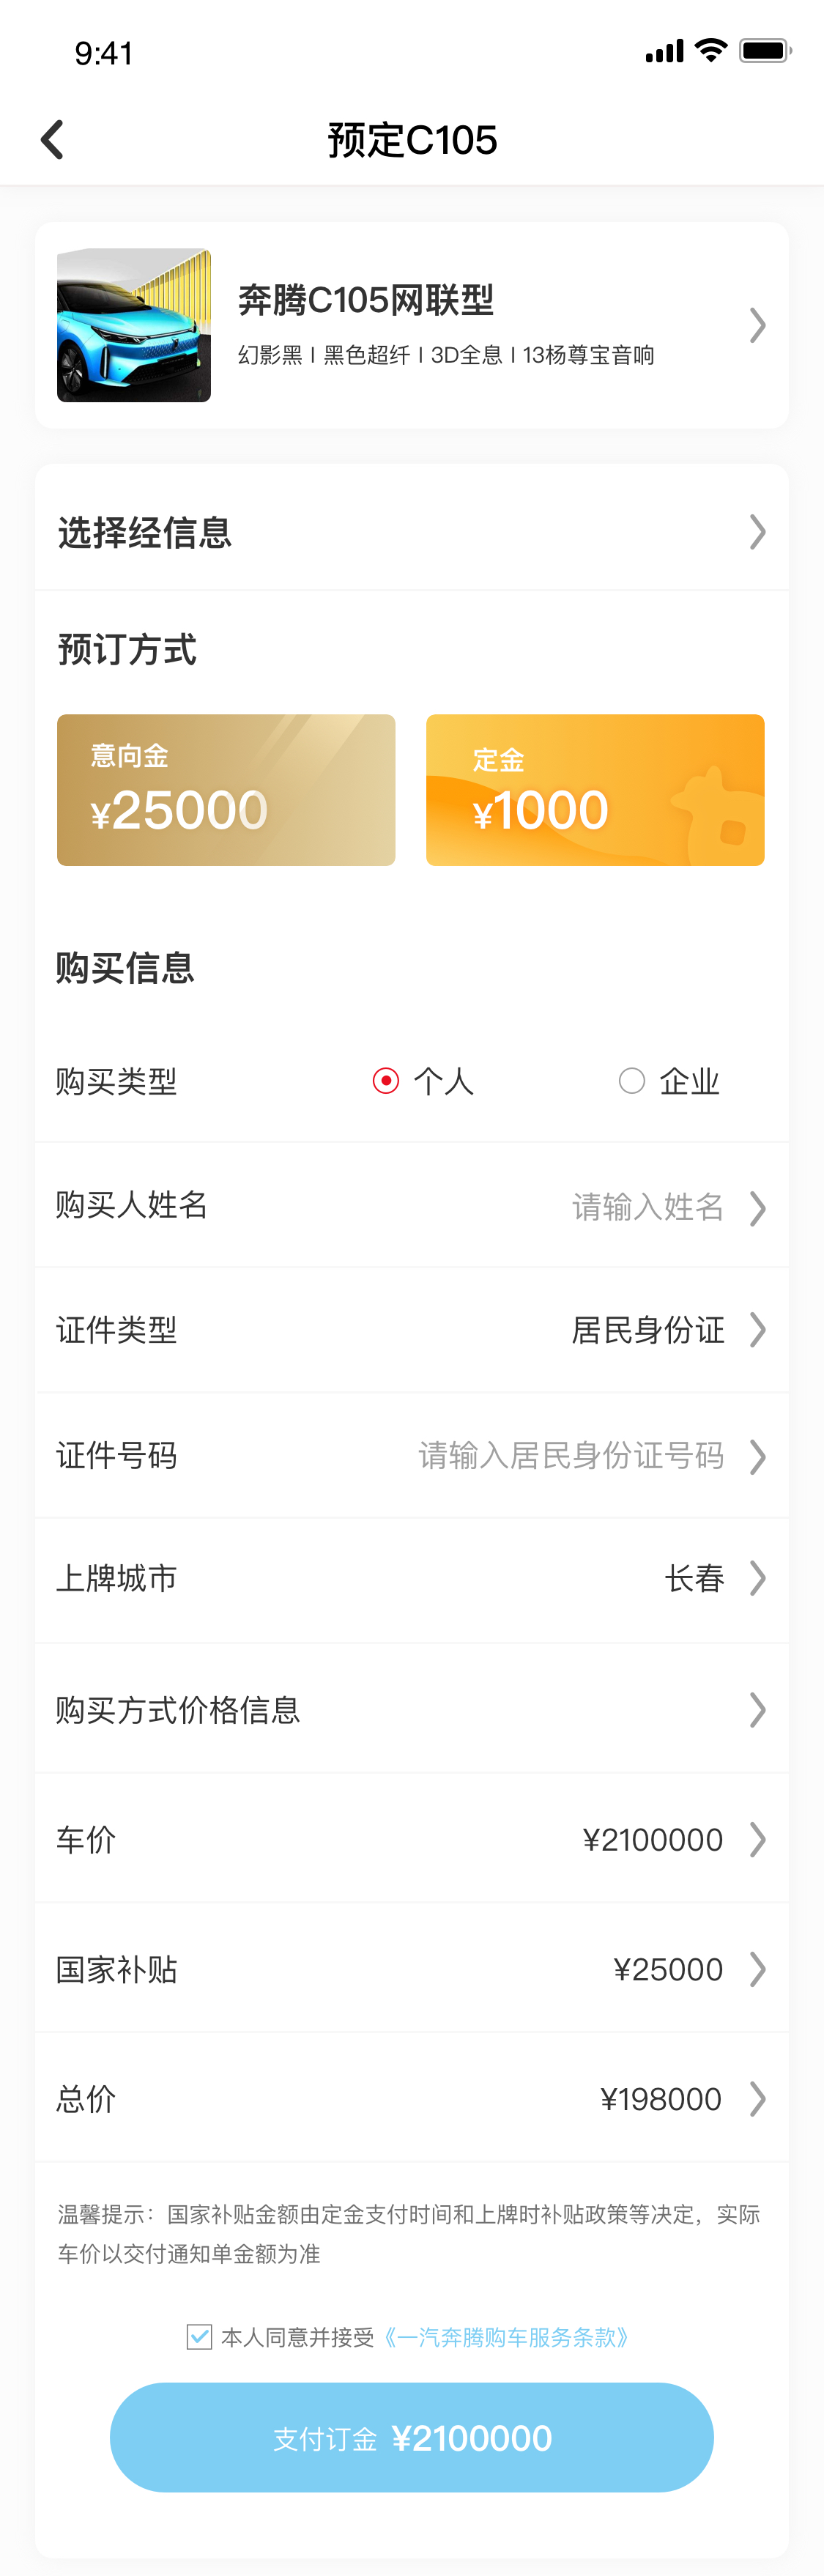 9:41
预定C105
奔腾C105网联型
幻影黑 | 黑色超纤 | 3D全息 | 13杨尊宝音响
选择经信息
预订方式
意向金
¥25000
定金
¥1000
购买信息
购买类型 个人 企业
购买人姓名 请输入姓名
证件类型 居民身份证
证件号码 请输入居民身份证号码
上牌城市 长春
购买方式价格信息
车价 ¥2100000
国家补贴 ¥25000
总价 ¥198000
温馨提示：国家补贴金额由定金支付时间和上牌时补贴政策等决定，实际
车价以交付通知单金额为准
本人同意并接受《一汽奔腾购车服务条款》
支付订金 ¥2100000